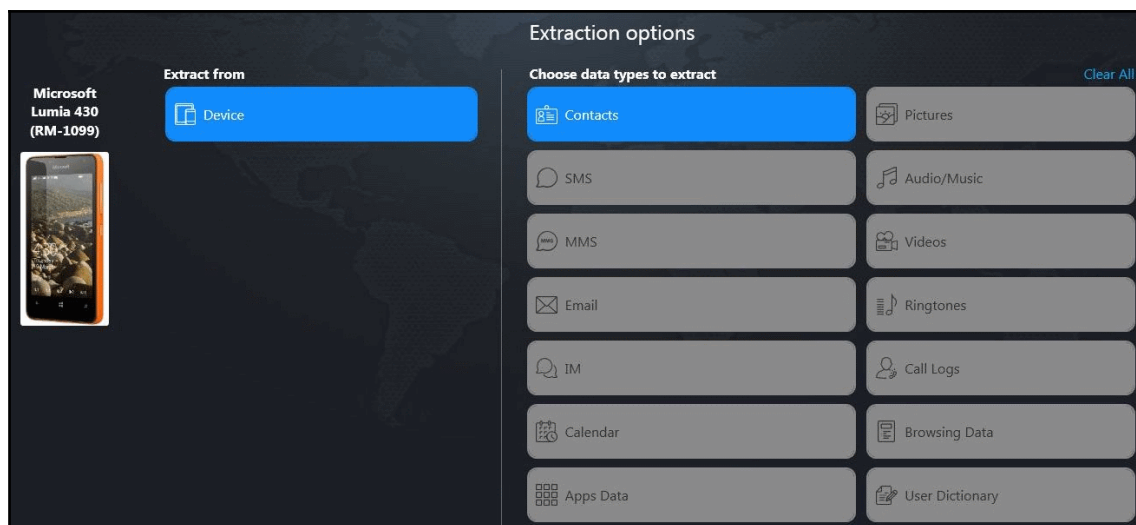 Extraction options
Extract from
Choose data types to extract
Clear All
Microsoft
Lumia 430
(RM-1099)
Device
Contacts
Pictures
SMS
Audio/Music
MMS
Videos
Email
Ringtones
IM
Call Logs
Calendar
Browsing Data
Apps Data
User Dictionary